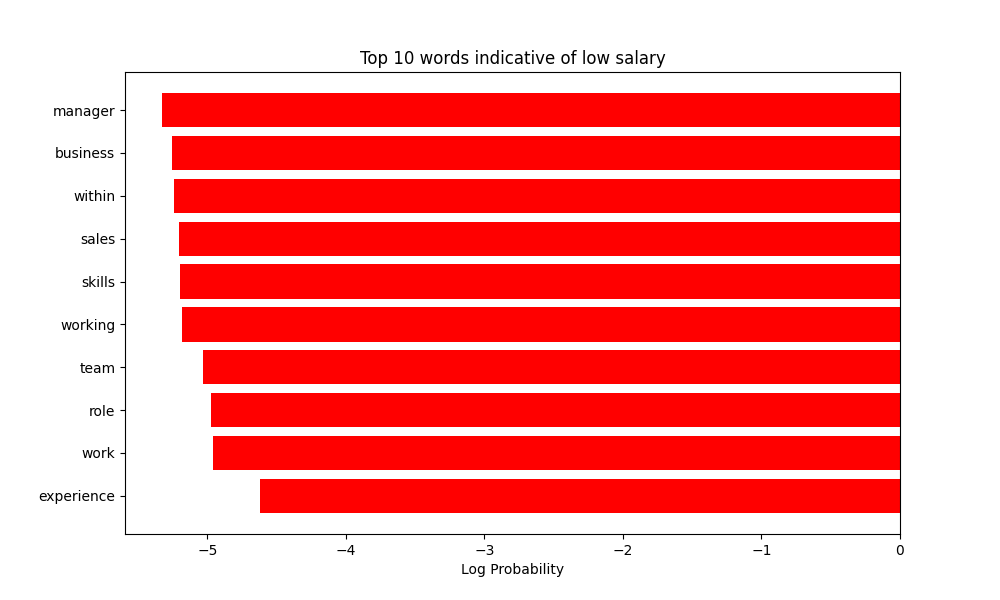 Top 10 words indicative of low salary
manager
business
within
sales
skills
working
team
role
work
experience
−5 −4 −3 −2 −1 0
Log Probability